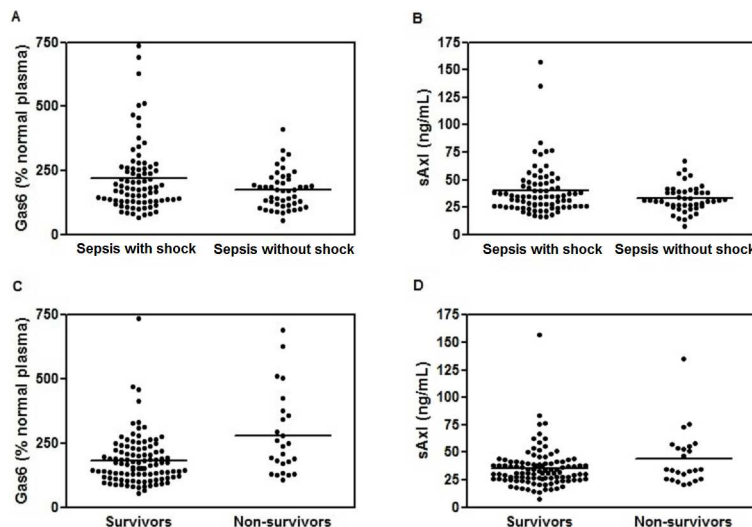 A
750
500
250
0
Gas6 (% normal plasma)
Sepsis with shock Sepsis without shock
B
175
150
125
100
75
50
25
0
sAxl (ng/mL)
Sepsis with shock Sepsis without shock
C
750
500
250
0
Gas6 (% normal plasma)
Survivors Non-survivors
D
175
150
125
100
75
50
25
0
sAxl (ng/mL)
Survivors Non-survivors